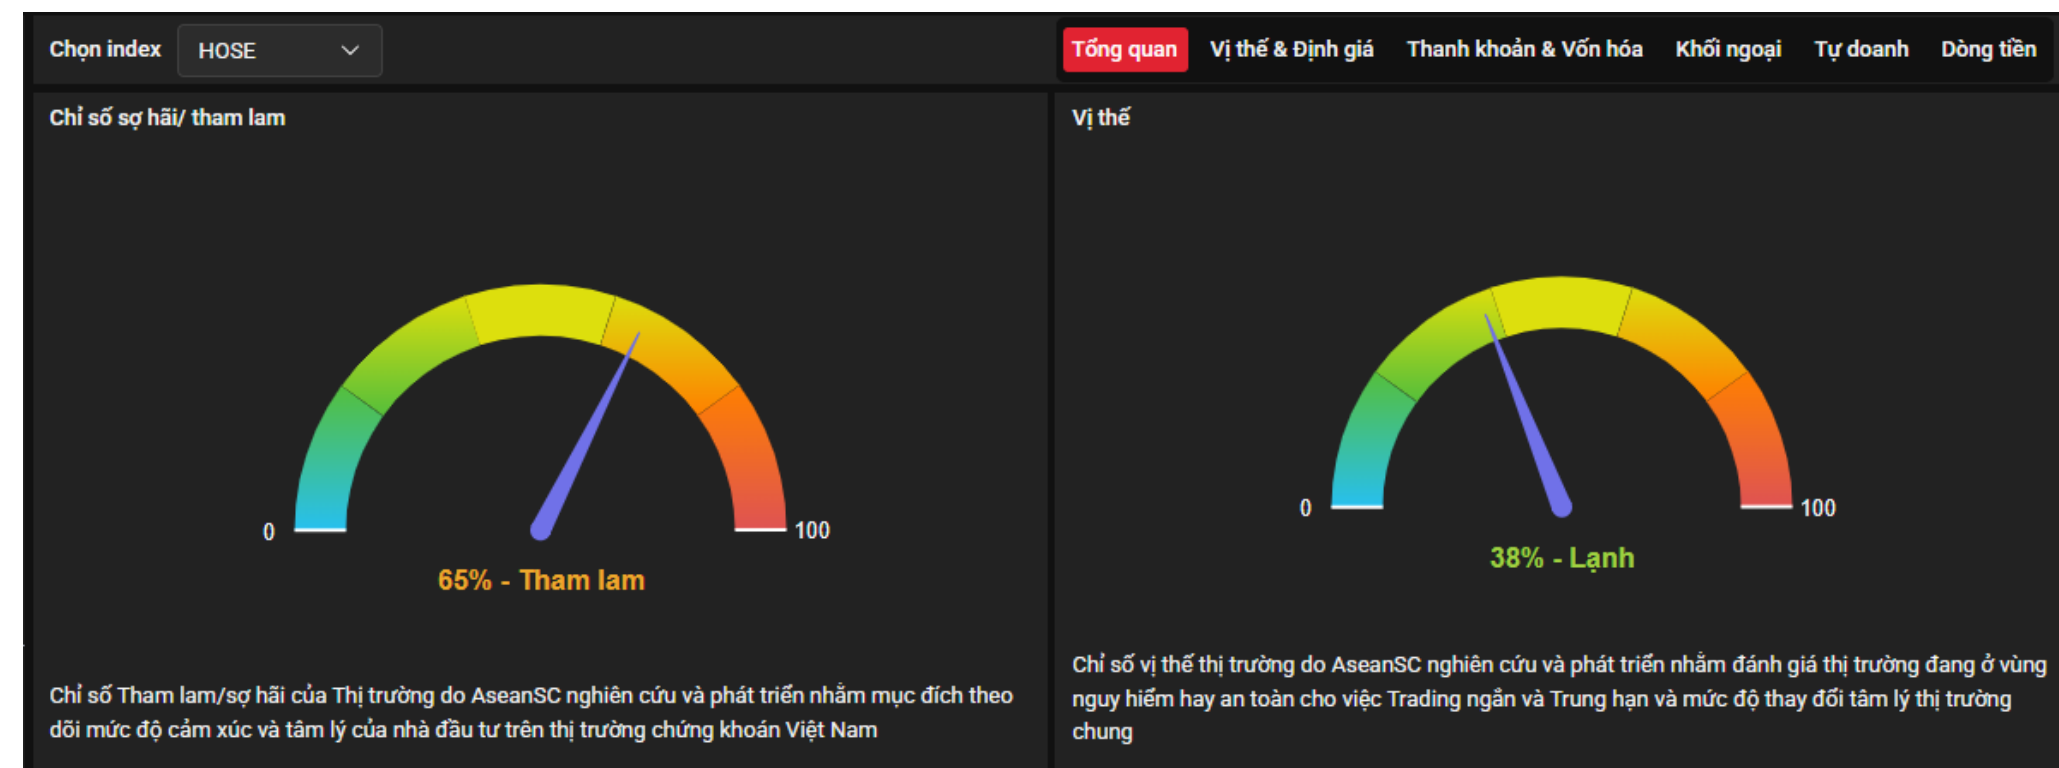 Chọn index HOSE
Tổng quan Vị thế & Định giá Thanh khoản & Vốn hóa Khối ngoại Tự doanh Dòng tiền
Chỉ số sợ hãi/ tham lam
0 100
65% - Tham lam
Chỉ số Tham lam/sợ hãi của Thị trường do AseanSC nghiên cứu và phát triển nhằm mục đích theo
dõi mức độ cảm xúc và tâm lý của nhà đầu tư trên thị trường chứng khoán Việt Nam
Vị thế
0 100
38% - Lạnh
Chỉ số vị thế thị trường do AseanSC nghiên cứu và phát triển nhằm đánh giá thị trường đang ở vùng
nguy hiểm hay an toàn cho việc Trading ngắn và Trung hạn và mức độ thay đổi tâm lý thị trường
chung